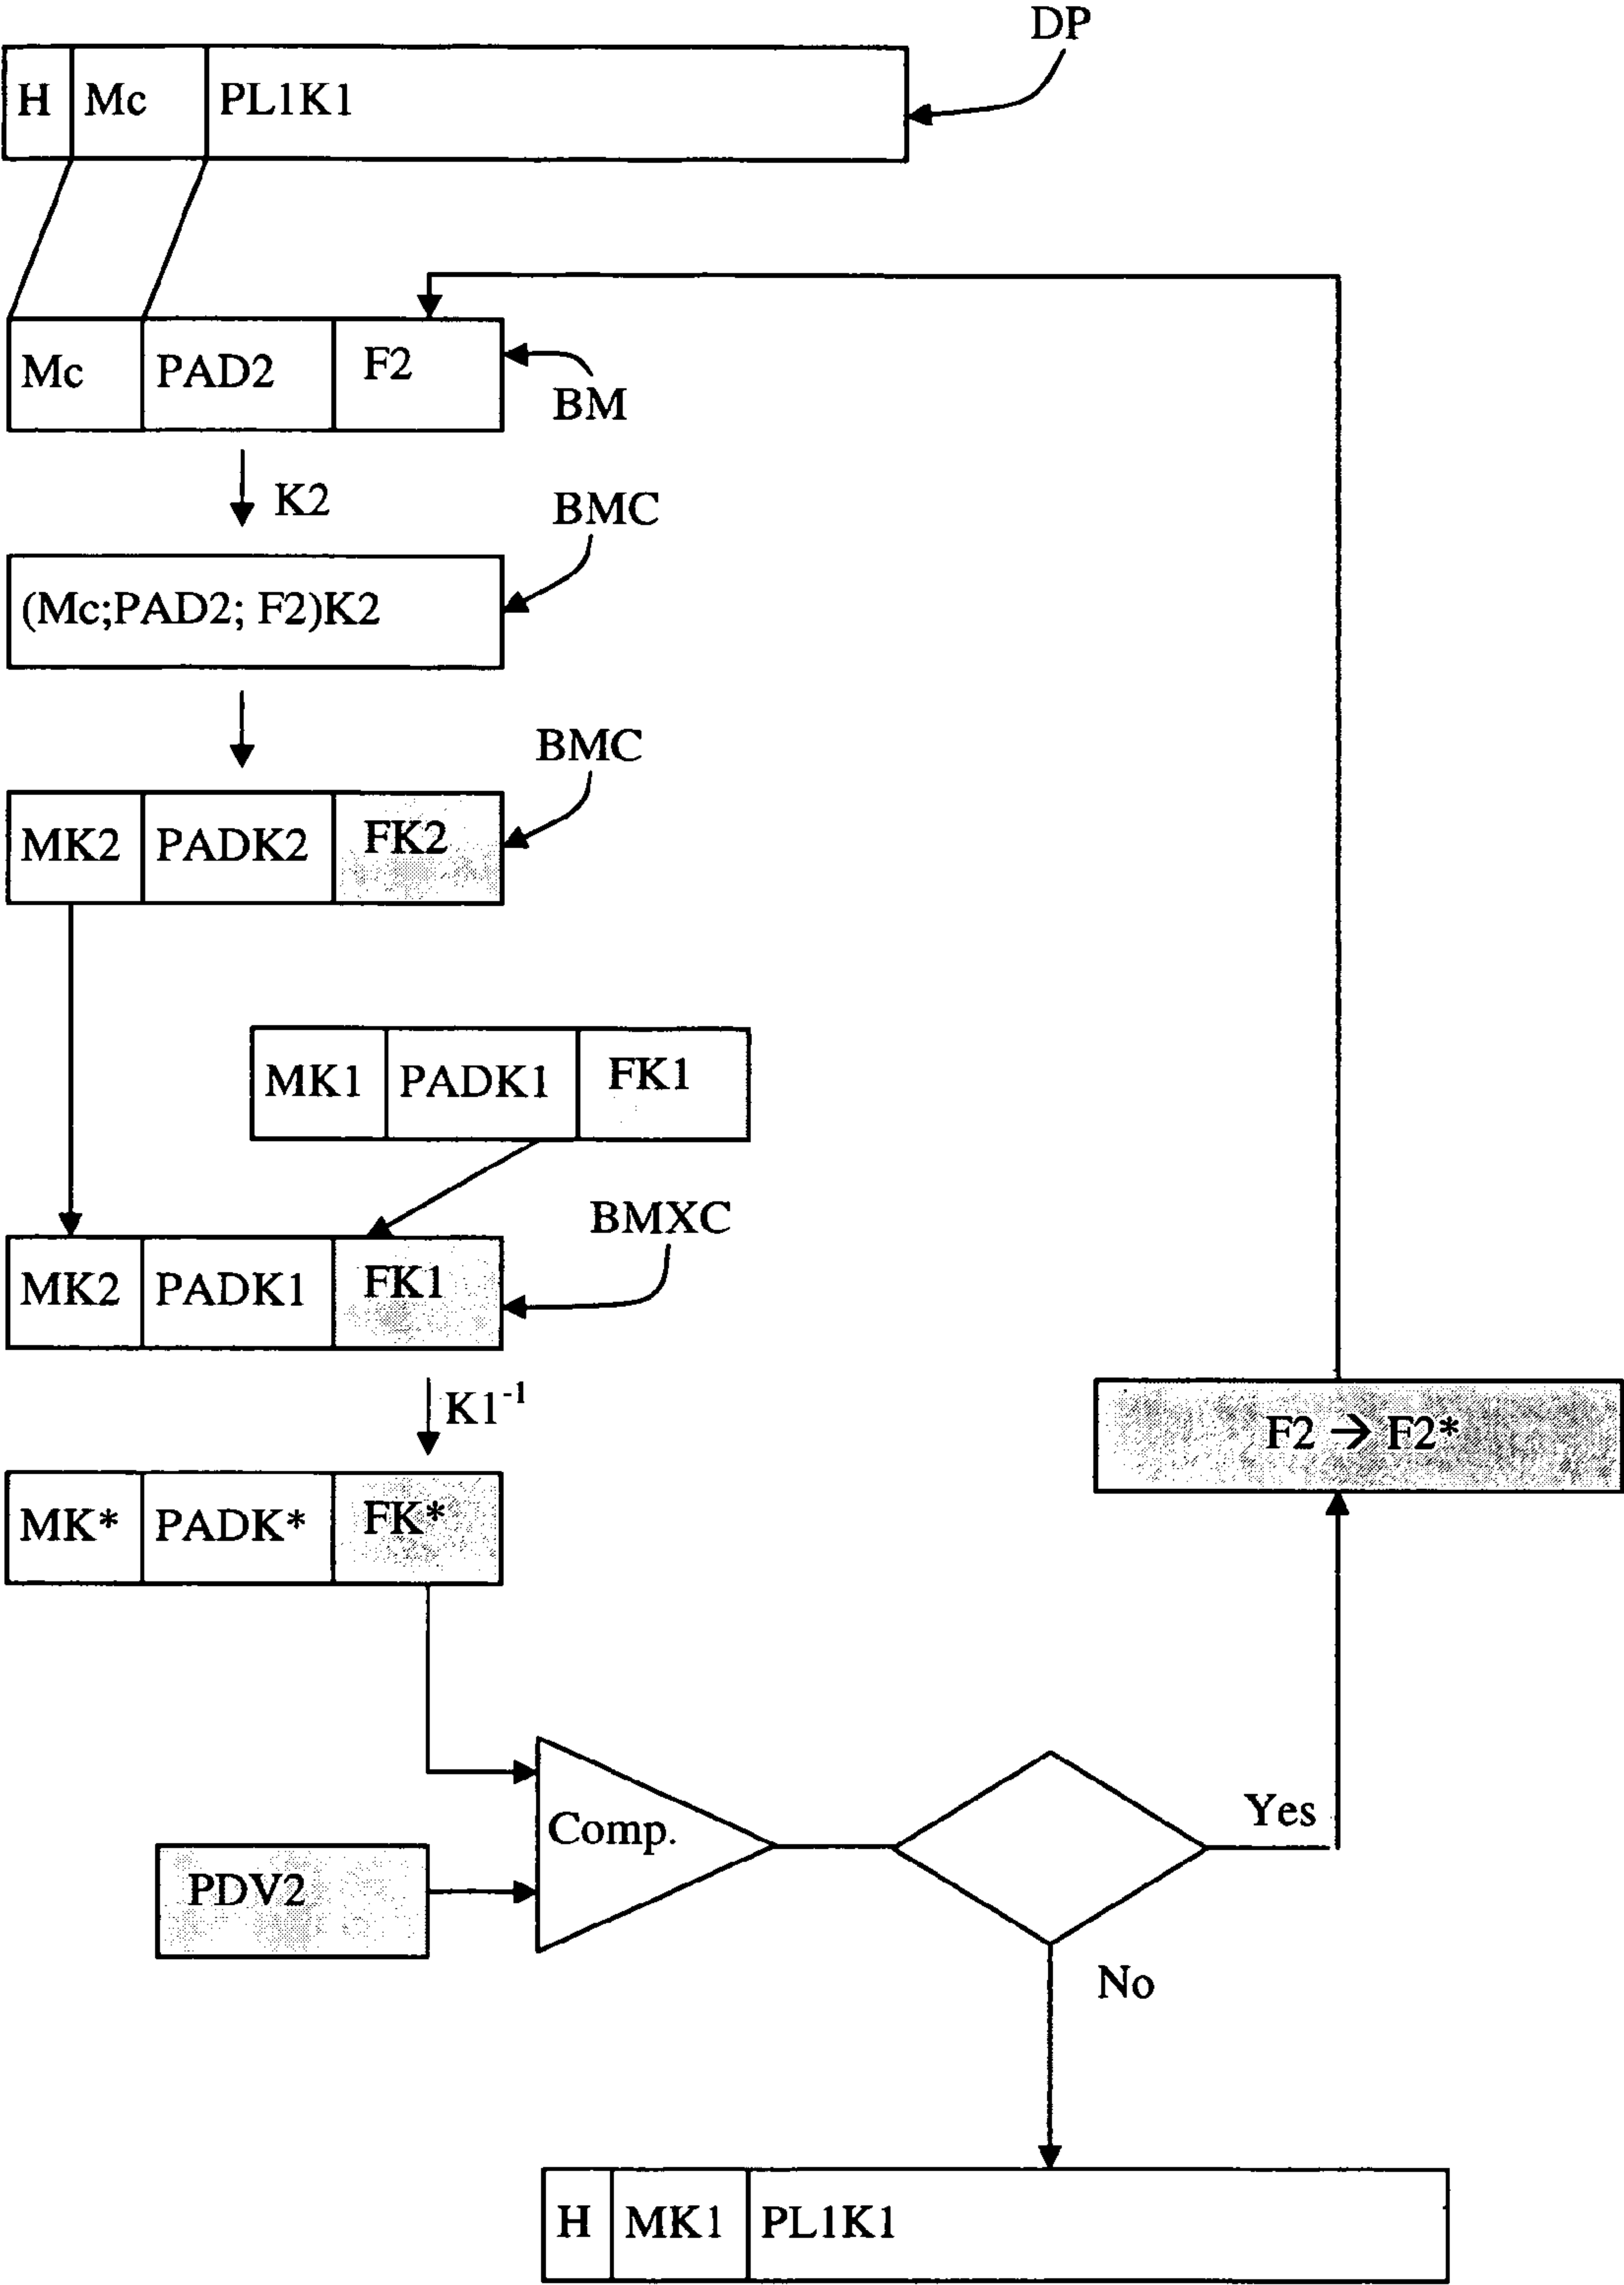 DP
H Mc PL1K1
Mc PAD2 F2
BM
K2
BMC
(Mc;PAD2; F2)K2
BMC
MK2 PADK2 FK2
MK1 PADK1 FK1
BMXC
MK2 PADK1 FK1
K1⁻¹
F2 → F2*
MK* PADK* FK*
Yes
Comp.
PDV2
No
H MK1 PL1K1